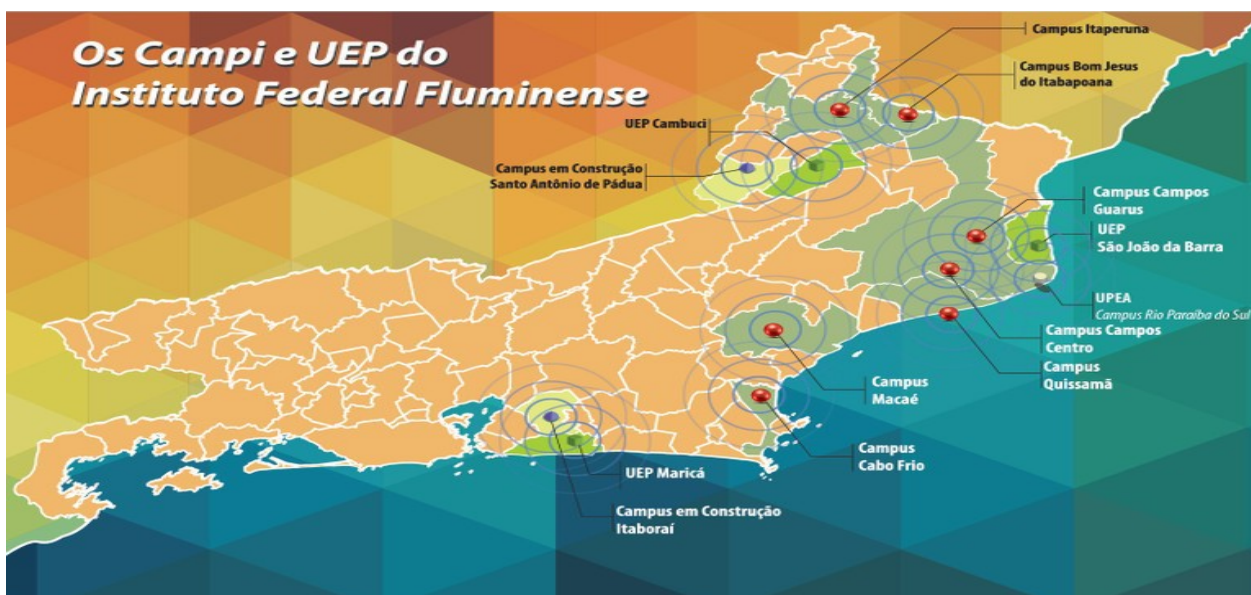 Os Campi e UEP do
Instituto Federal Fluminense
Campus Itaperuna
Campus Bom Jesus
do Itabapoana
UEP Cambuci
Campus em Construção
Santo Antônio de Pádua
Campus Campos
Guarus
UEP
São João da Barra
UPEA
Campus Rio Paraíba do Sul
Campus Campos
Centro
Campus
Quissamã
Campus
Macaé
Campus
Cabo Frio
UEP Maricá
Campus em Construção
Itaboraí